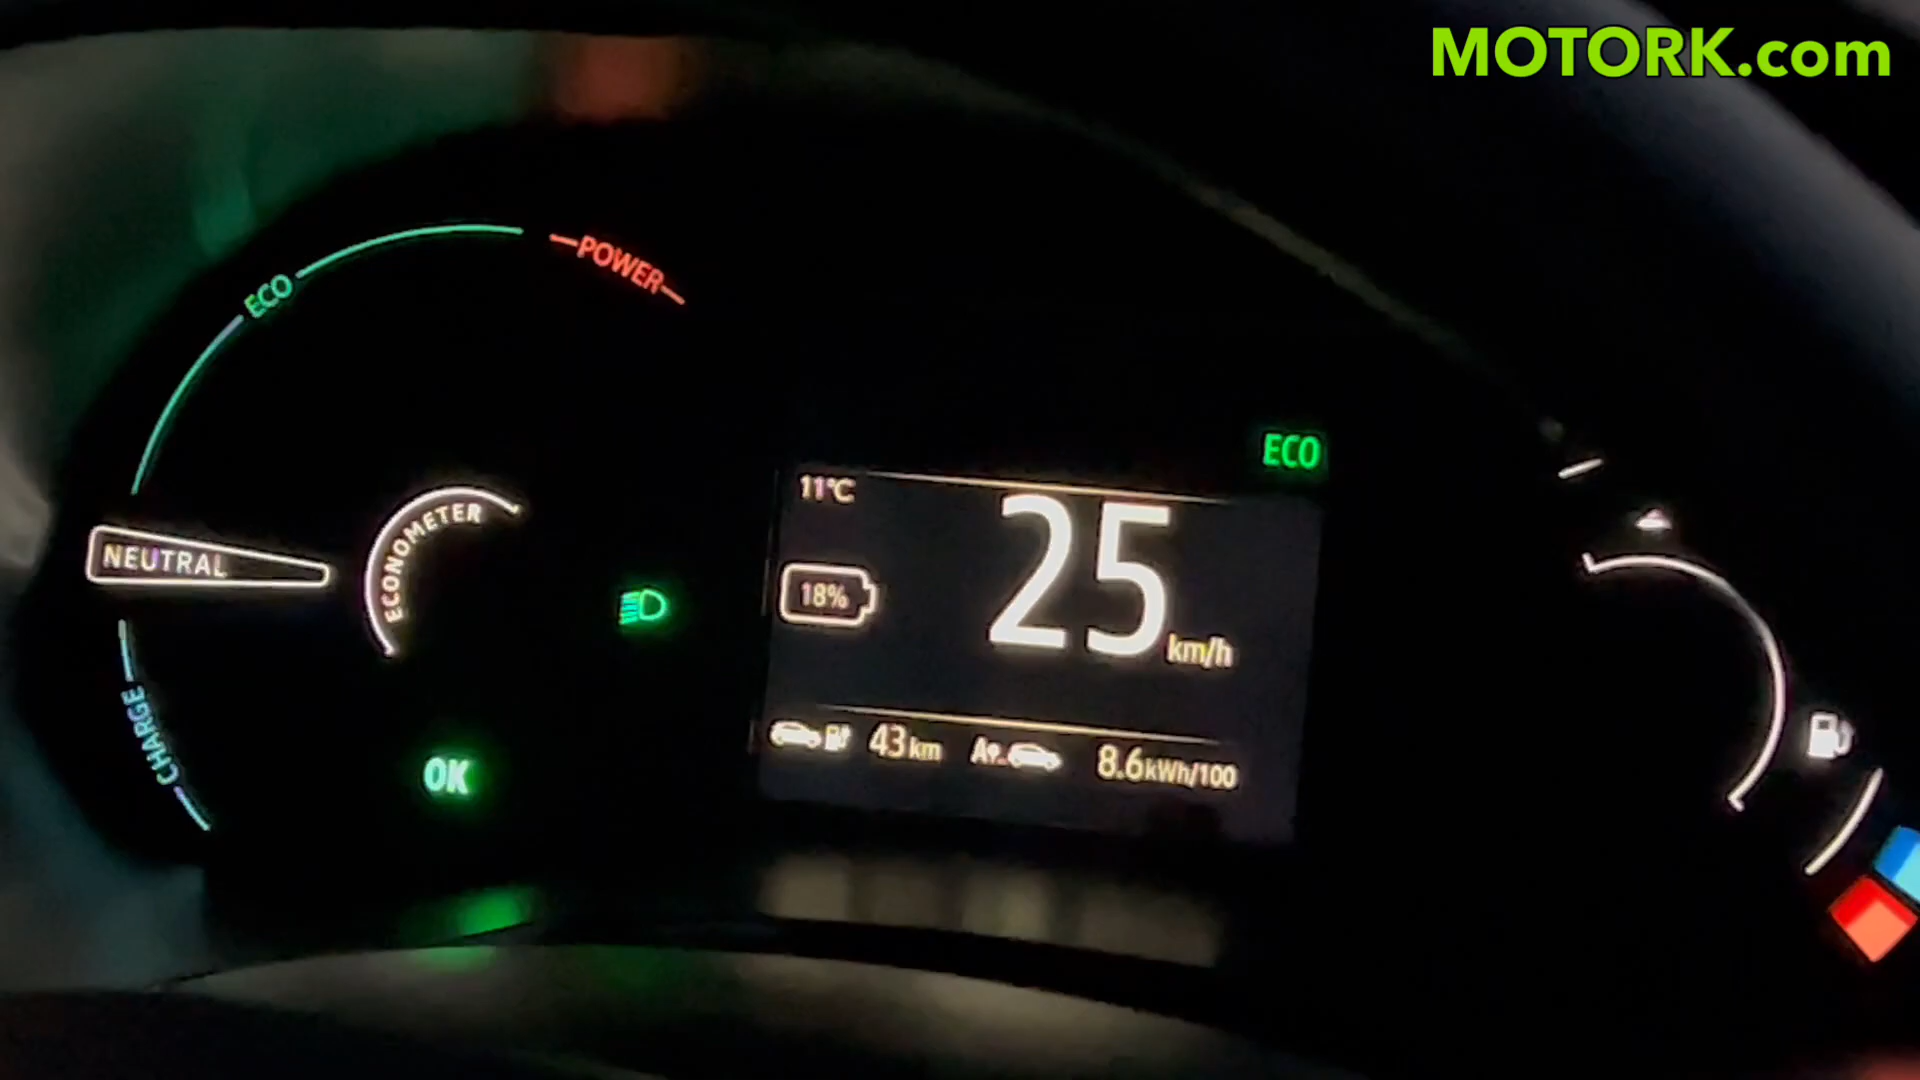 MOTORK.com
POWER
ECO
ECO
11°C
25 km/h
ECONOMETER
NEUTRAL
18%
CHARGE
43 km
A
8.6 kWh/100
OK